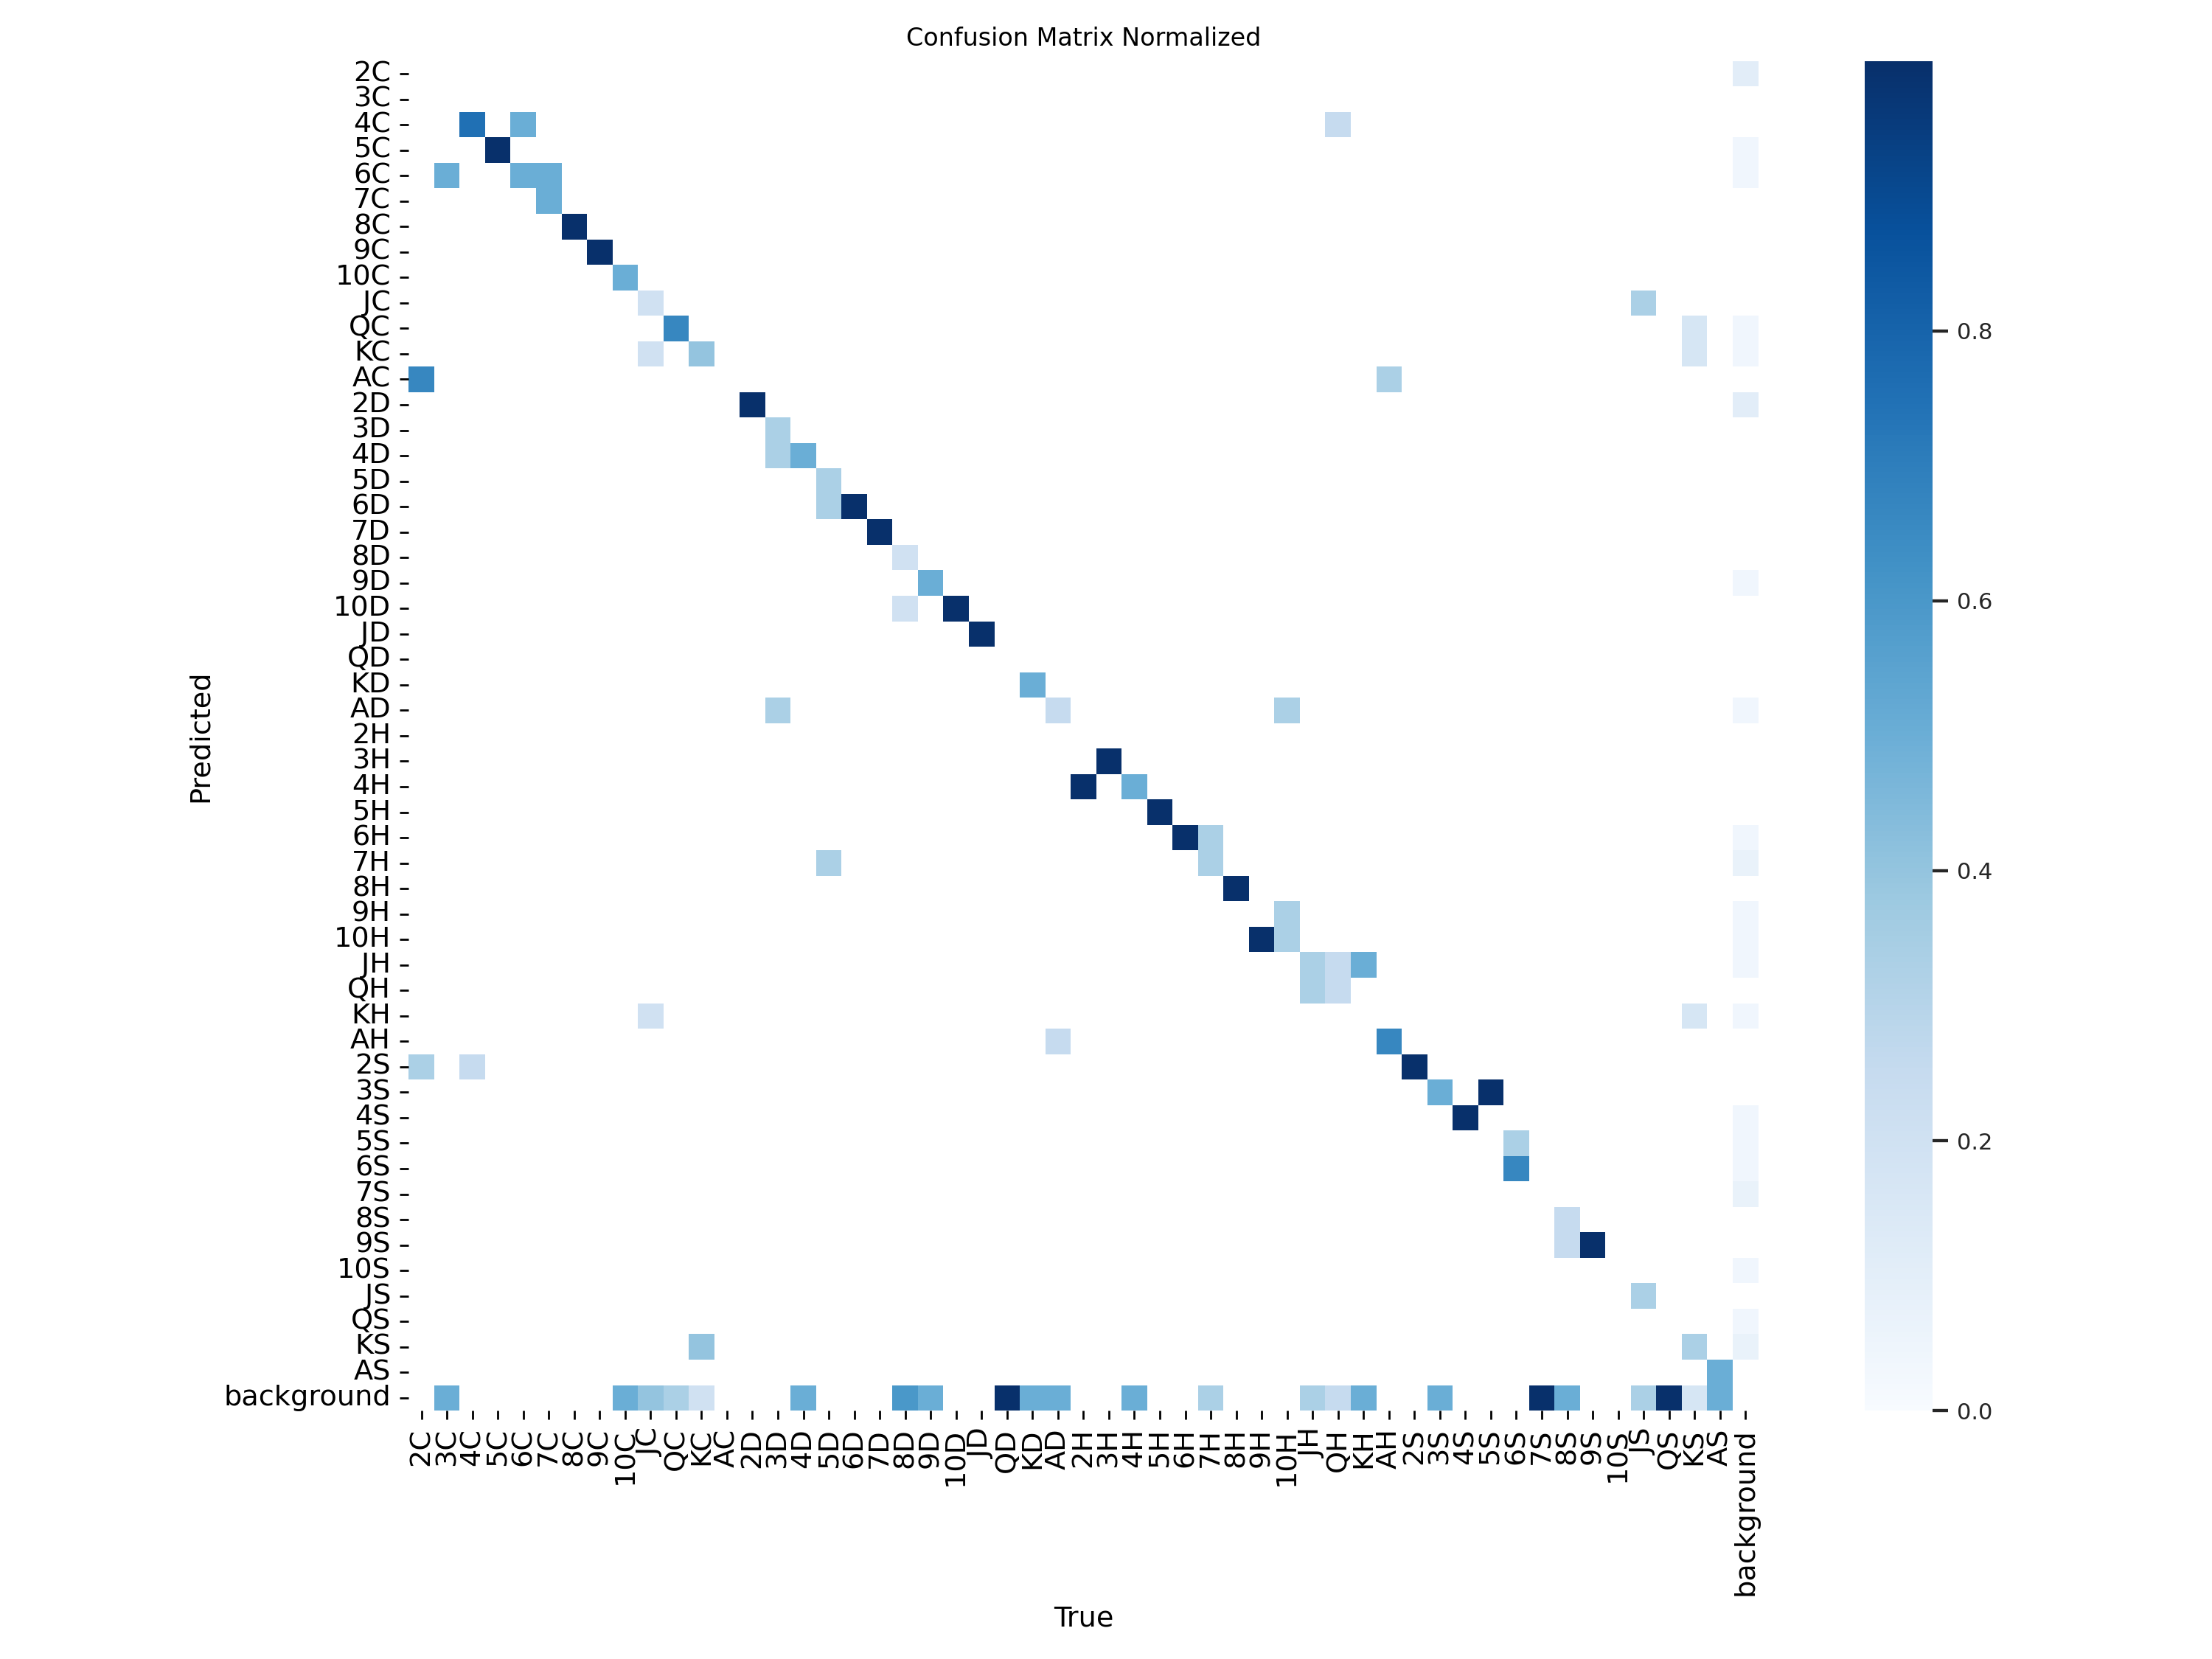 Confusion Matrix Normalized
2C
3C
4C
5C
6C
7C
8C
9C
10C
JC
QC
KC
AC
2D
3D
4D
5D
6D
7D
8D
9D
10D
JD
QD
KD
AD
2H
3H
4H
5H
6H
7H
8H
9H
10H
JH
QH
KH
AH
2S
3S
4S
5S
6S
7S
8S
9S
10S
JS
QS
KS
AS
background
Predicted
2C 3C 4C 5C 6C 7C 8C 9C 10C JC QC KC AC 2D 3D 4D 5D 6D 7D 8D 9D 10D JD QD KD AD 2H 3H 4H 5H 6H 7H 8H 9H 10H JH QH KH AH 2S 3S 4S 5S 6S 7S 8S 9S 10S JS QS KS AS background
True
0.8
0.6
0.4
0.2
0.0